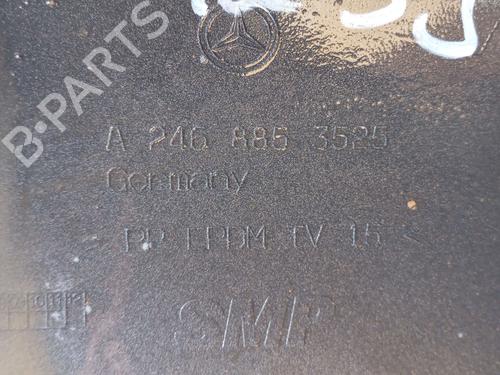 B-PARTS
A 246 885 3525
Germany
PP EPDM TV 15 <
SMP